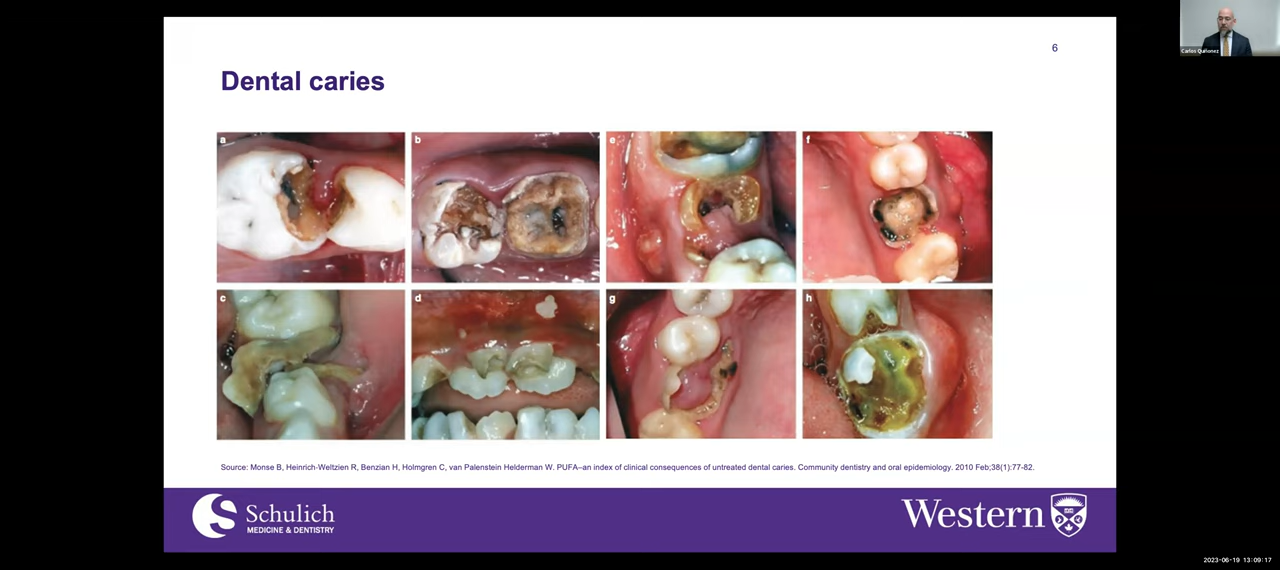 6
Carlos Quiñonez
Dental caries
a
b
e
f
c
d
g
h
Source: Monse B, Heinrich-Weltzien R, Benzian H, Holmgren C, van Palenstein Helderman W. PUFA–an index of clinical consequences of untreated dental caries. Community dentistry and oral epidemiology. 2010 Feb;38(1):77-82.
Schulich
MEDICINE & DENTISTRY
Western
2023-06-19 13:09:17